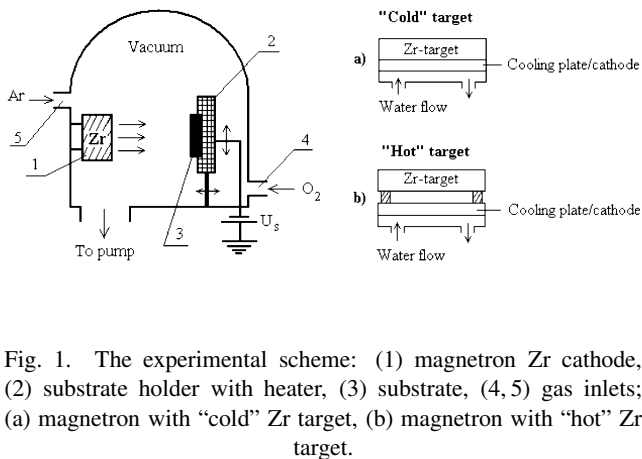 Vacuum
2
Ar
5
Zr
1
4
O2
3
Us
To pump
"Cold" target
a)
Zr-target
Cooling plate/cathode
Water flow
"Hot" target
b)
Zr-target
Cooling plate/cathode
Water flow
Fig. 1. The experimental scheme: (1) magnetron Zr cathode,
(2) substrate holder with heater, (3) substrate, (4, 5) gas inlets;
(a) magnetron with “cold” Zr target, (b) magnetron with “hot” Zr
target.